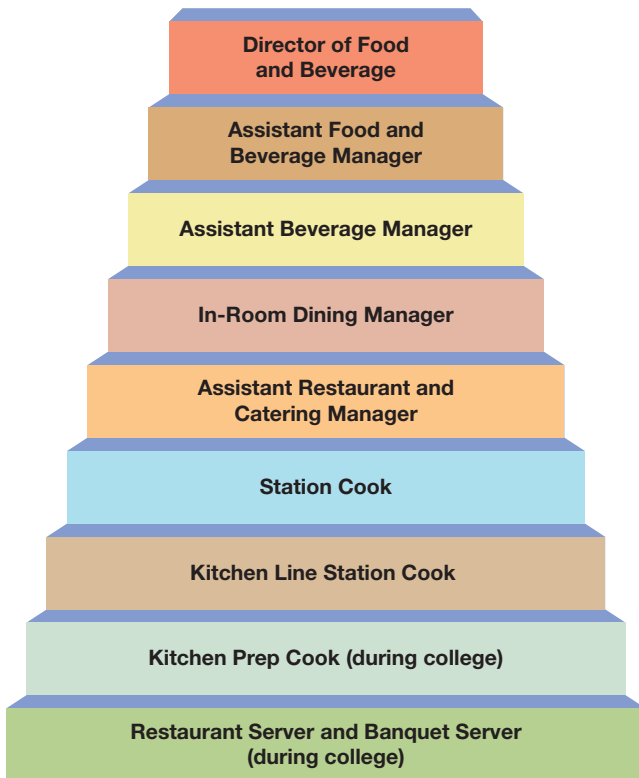 Director of Food
and Beverage
Assistant Food and
Beverage Manager
Assistant Beverage Manager
In-Room Dining Manager
Assistant Restaurant and
Catering Manager
Station Cook
Kitchen Line Station Cook
Kitchen Prep Cook (during college)
Restaurant Server and Banquet Server
(during college)